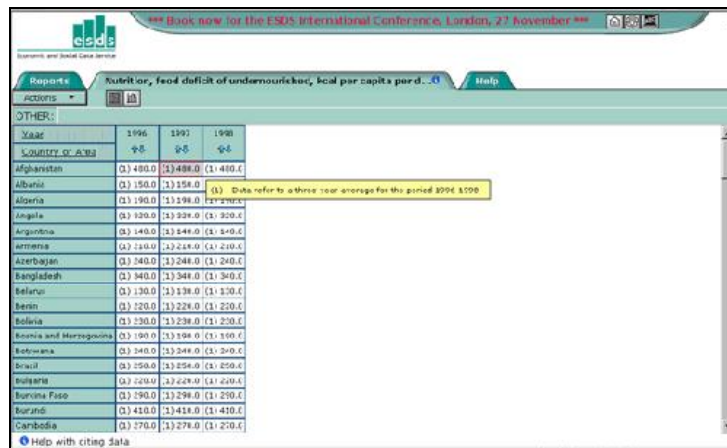 *** Book now for the ESDS International Conference, London, 27 November ***
esds
Economic and Social Data Service
Reports Nutrition, food deficit of undernourished, kcal per capita per d... Help
Actions
OTHER:
Year 1996 1997 1998
Country or Area
Afghanistan (1) 480.0 (1) 480.0 (1) 480.0
Albania (1) 150.0 (1) 150.0
(1) Data refer to a three year average for the period 1996-1998
Algeria (1) 190.0 (1) 190.0 (1)
Angola (1)
Argentina (1) 140.0 (1) 140.0 (1) 140.0
Armenia (1) 210.0 (1) 210.0 (1) 210.0
Azerbaijan (1) 240.0 (1) 240.0 (1) 240.0
Bangladesh (1) 340.0 (1) 340.0 (1) 340.0
Belarus (1) 130.0 (1) 130.0 (1) 130.0
Benin (1) 220.0 (1) 220.0 (1) 220.0
Bolivia (1) 230.0 (1) 230.0 (1) 230.0
Bosnia and Herzegovina (1) 190.0 (1) 190.0 (1) 190.0
Botswana (1) 240.0 (1) 240.0 (1) 240.0
Brazil (1) 250.0 (1) 250.0 (1) 250.0
Bulgaria (1) 220.0 (1) 220.0 (1) 220.0
Burkina Faso (1) 290.0 (1) 290.0 (1) 290.0
Burundi (1) 410.0 (1) 410.0 (1) 410.0
Cambodia (1) 270.0 (1) 270.0 (1) 270.0
Help with citing data